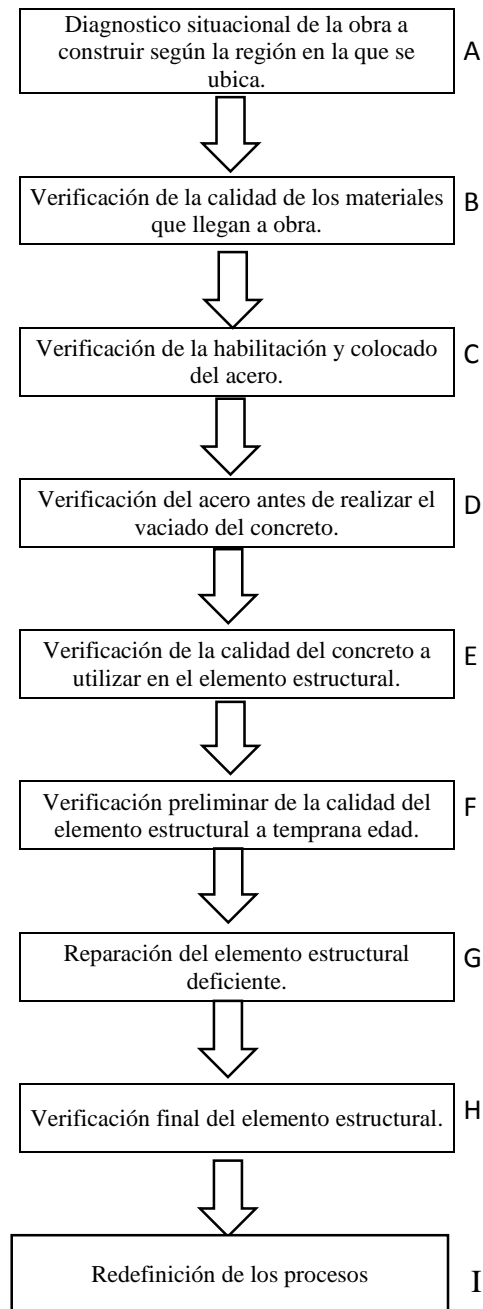 Diagnostico situacional de la obra a
construir según la región en la que se
ubica.
A
Verificación de la calidad de los materiales
que llegan a obra.
B
Verificación de la habilitación y colocado
del acero.
C
Verificación del acero antes de realizar el
vaciado del concreto.
D
Verificación de la calidad del concreto a
utilizar en el elemento estructural.
E
Verificación preliminar de la calidad del
elemento estructural a temprana edad.
F
Reparación del elemento estructural
deficiente.
G
Verificación final del elemento estructural.
H
Redefinición de los procesos
I